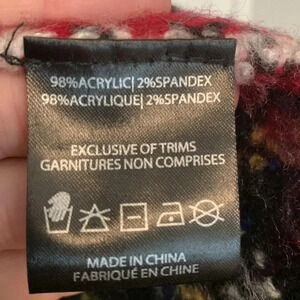 98%ACRYLIC| 2%SPANDEX
98%ACRYLIQUE| 2%SPANDEX
EXCLUSIVE OF TRIMS
GARNITURES NON COMPRISES
MADE IN CHINA
FABRIQUÉ EN CHINE